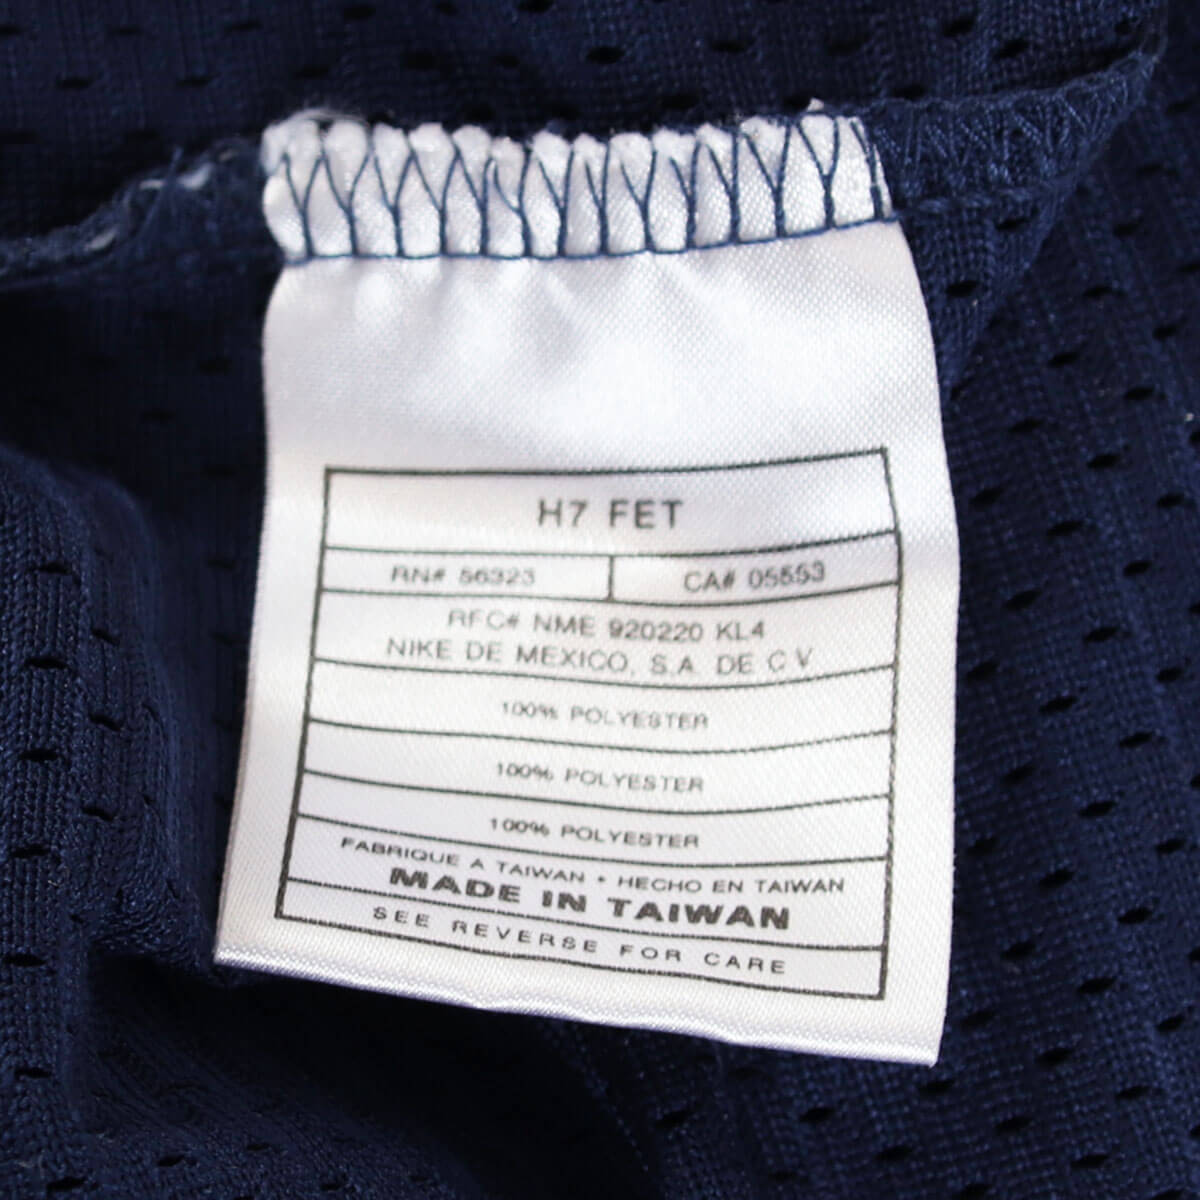 H7 FET
RN# 56323 CA# 05553
RFC# NME 920220 KL4
NIKE DE MEXICO, S.A. DE C V
100% POLYESTER
100% POLYESTER
100% POLYESTER
FABRIQUE A TAIWAN • HECHO EN TAIWAN
MADE IN TAIWAN
SEE REVERSE FOR CARE